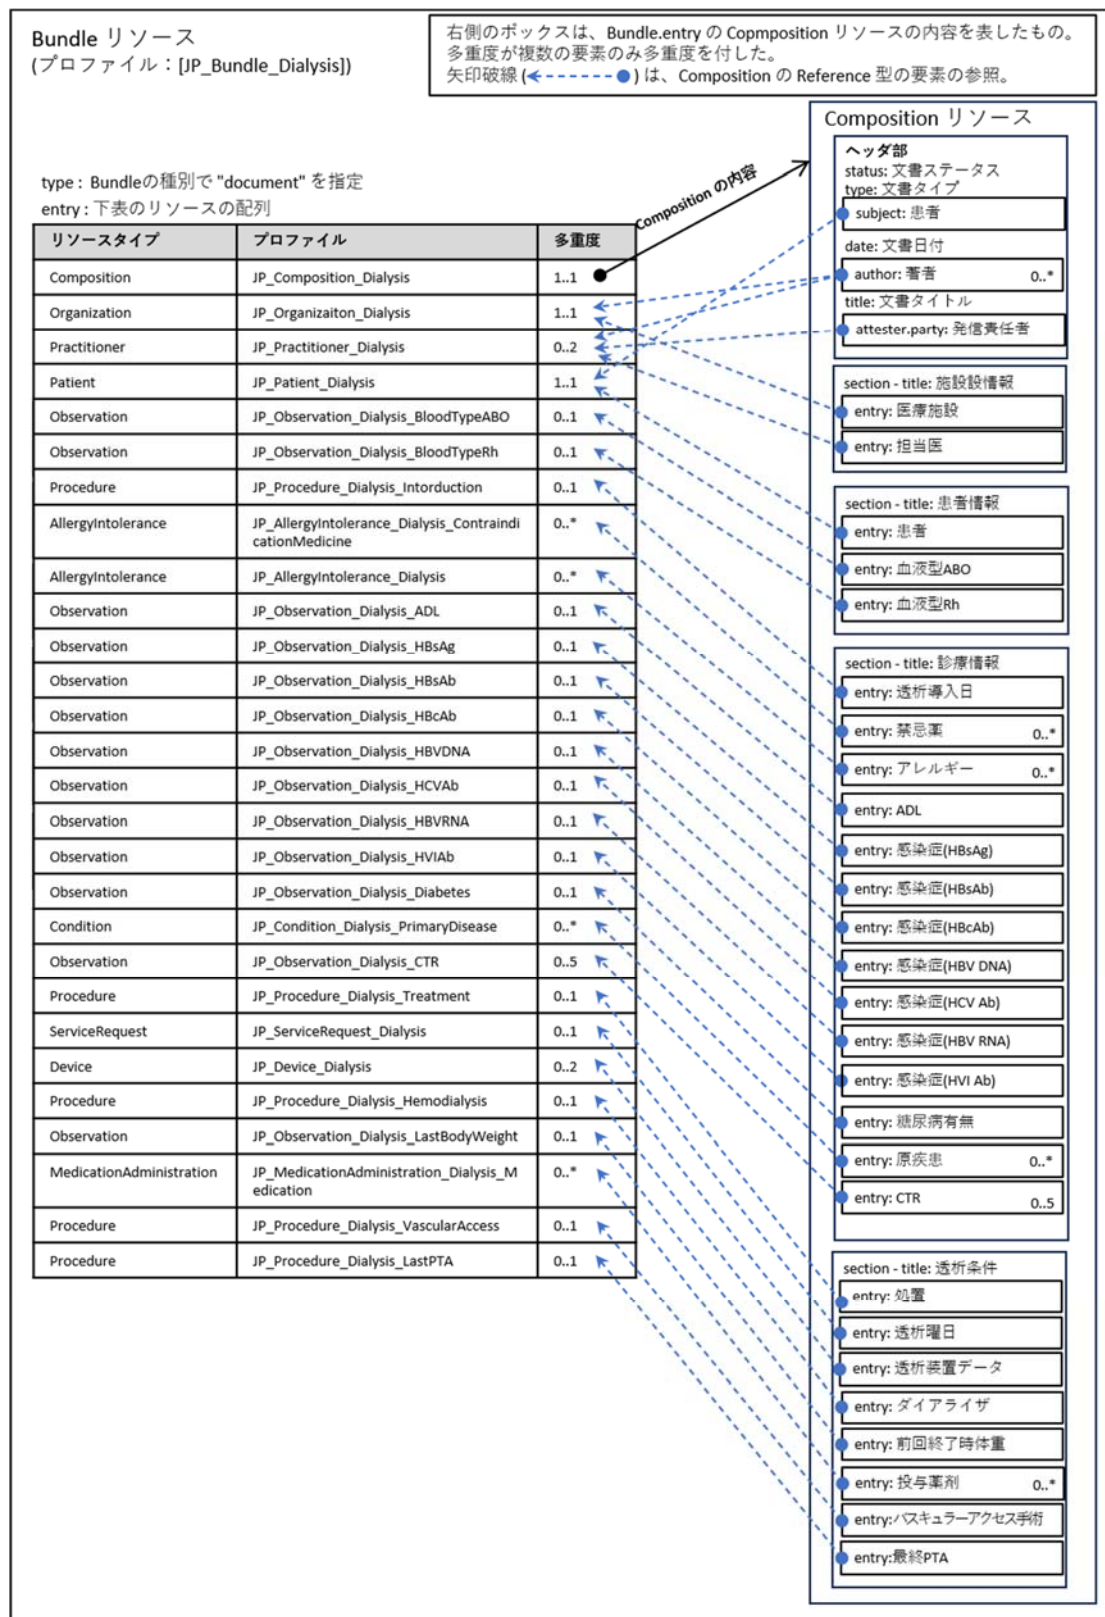 Bundle リソース
(プロファイル：[JP_Bundle_Dialysis])
右側のボックスは、Bundle.entry の Copmposition リソースの内容を表したもの。
多重度が複数の要素のみ多重度を付した。
矢印破線 ( ) は、Composition の Reference 型の要素の参照。
type : Bundleの種別で "document" を指定
entry : 下表のリソースの配列
リソースタイプ プロファイル 多重度
Composition JP_Composition_Dialysis 1..1
Organization JP_Organizaiton_Dialysis 1..1
Practitioner JP_Practitioner_Dialysis 0..2
Patient JP_Patient_Dialysis 1..1
Observation JP_Observation_Dialysis_BloodTypeABO 0..1
Observation JP_Observation_Dialysis_BloodTypeRh 0..1
Procedure JP_Procedure_Dialysis_Intorduction 0..1
AllergyIntolerance JP_AllergyIntolerance_Dialysis_Contraindi 0..*
cationMedicine
AllergyIntolerance JP_AllergyIntolerance_Dialysis 0..*
Observation JP_Observation_Dialysis_ADL 0..1
Observation JP_Observation_Dialysis_HBsAg 0..1
Observation JP_Observation_Dialysis_HBsAb 0..1
Observation JP_Observation_Dialysis_HBcAb 0..1
Observation JP_Observation_Dialysis_HBVDNA 0..1
Observation JP_Observation_Dialysis_HCVAb 0..1
Observation JP_Observation_Dialysis_HBVRNA 0..1
Observation JP_Observation_Dialysis_HVIAb 0..1
Observation JP_Observation_Dialysis_Diabetes 0..1
Condition JP_Condition_Dialysis_PrimaryDisease 0..*
Observation JP_Observation_Dialysis_CTR 0..5
Procedure JP_Procedure_Dialysis_Treatment 0..1
ServiceRequest JP_ServiceRequest_Dialysis 0..1
Device JP_Device_Dialysis 0..2
Procedure JP_Procedure_Dialysis_Hemodialysis 0..1
Observation JP_Observation_Dialysis_LastBodyWeight 0..1
MedicationAdministration JP_MedicationAdministration_Dialysis_M 0..*
edication
Procedure JP_Procedure_Dialysis_VascularAccess 0..1
Procedure JP_Procedure_Dialysis_LastPTA 0..1
Composition の内容
Composition リソース
ヘッダ部
status: 文書ステータス
type: 文書タイプ
subject: 患者
date: 文書日付
author: 著者 0..*
title: 文書タイトル
attester.party: 発信責任者
section - title: 施設設情報
entry: 医療施設
entry: 担当医
section - title: 患者情報
entry: 患者
entry: 血液型ABO
entry: 血液型Rh
section - title: 診療情報
entry: 透析導入日
entry: 禁忌薬 0..*
entry: アレルギー 0..*
entry: ADL
entry: 感染症(HBsAg)
entry: 感染症(HBsAb)
entry: 感染症(HBcAb)
entry: 感染症(HBV DNA)
entry: 感染症(HCV Ab)
entry: 感染症(HBV RNA)
entry: 感染症(HVI Ab)
entry: 糖尿病有無
entry: 原疾患 0..*
entry: CTR 0..5
section - title: 透析条件
entry: 処置
entry: 透析曜日
entry: 透析装置データ
entry: ダイアライザ
entry: 前回終了時体重
entry: 投与薬剤 0..*
entry:バスキュラーアクセス手術
entry:最終PTA